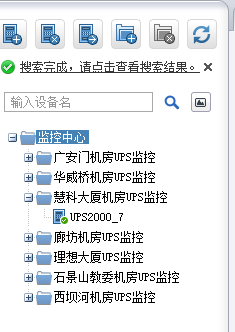 搜索完成，请点击查看搜索结果。
输入设备名
监控中心
广安门机房UPS监控
华威桥机房UPS监控
慧科大厦机房UPS监控
UPS2000_7
廊坊机房UPS监控
理想大厦机房UPS监控
石景山教委机房UPS监控
西坝河机房UPS监控